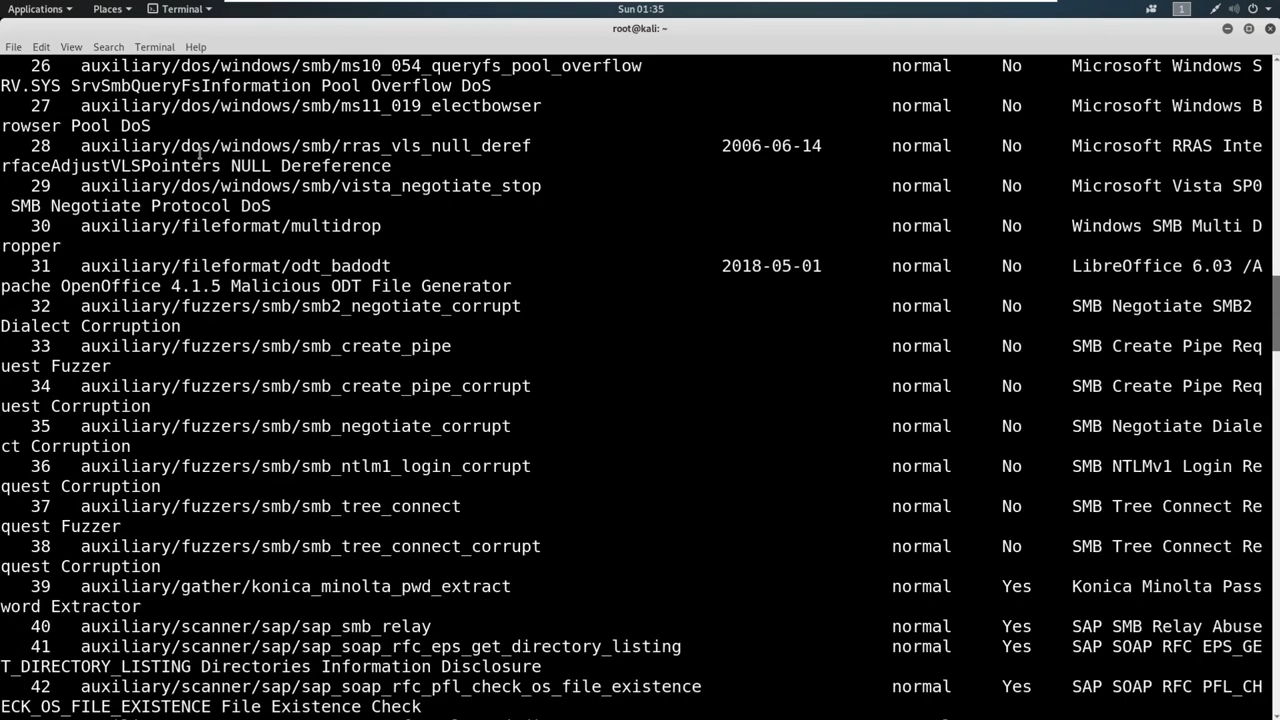 Applications Places Terminal Sun 01:35 1
root@kali: ~
File Edit View Search Terminal Help
26 auxiliary/dos/windows/smb/ms10_054_queryfs_pool_overflow normal No Microsoft Windows S
RV.SYS SrvSmbQueryFsInformation Pool Overflow DoS
27 auxiliary/dos/windows/smb/ms11_019_electbowser normal No Microsoft Windows B
rowser Pool DoS
28 auxiliary/dos/windows/smb/rras_vls_null_deref 2006-06-14 normal No Microsoft RRAS Inte
rfaceAdjustVLSPointers NULL Dereference
29 auxiliary/dos/windows/smb/vista_negotiate_stop normal No Microsoft Vista SP0
SMB Negotiate Protocol DoS
30 auxiliary/fileformat/multidrop normal No Windows SMB Multi D
ropper
31 auxiliary/fileformat/odt_badodt 2018-05-01 normal No LibreOffice 6.03 /A
pache OpenOffice 4.1.5 Malicious ODT File Generator
32 auxiliary/fuzzers/smb/smb2_negotiate_corrupt normal No SMB Negotiate SMB2
Dialect Corruption
33 auxiliary/fuzzers/smb/smb_create_pipe normal No SMB Create Pipe Req
uest Fuzzer
34 auxiliary/fuzzers/smb/smb_create_pipe_corrupt normal No SMB Create Pipe Req
uest Corruption
35 auxiliary/fuzzers/smb/smb_negotiate_corrupt normal No SMB Negotiate Diale
ct Corruption
36 auxiliary/fuzzers/smb/smb_ntlm1_login_corrupt normal No SMB NTLMv1 Login Re
quest Corruption
37 auxiliary/fuzzers/smb/smb_tree_connect normal No SMB Tree Connect Re
quest Fuzzer
38 auxiliary/fuzzers/smb/smb_tree_connect_corrupt normal No SMB Tree Connect Re
quest Corruption
39 auxiliary/gather/konica_minolta_pwd_extract normal Yes Konica Minolta Pass
word Extractor
40 auxiliary/scanner/sap/sap_smb_relay normal Yes SAP SMB Relay Abuse
41 auxiliary/scanner/sap/sap_soap_rfc_eps_get_directory_listing normal Yes SAP SOAP RFC EPS_GE
T_DIRECTORY_LISTING Directories Information Disclosure
42 auxiliary/scanner/sap/sap_soap_rfc_pfl_check_os_file_existence normal Yes SAP SOAP RFC PFL_CH
ECK_OS_FILE_EXISTENCE File Existence Check